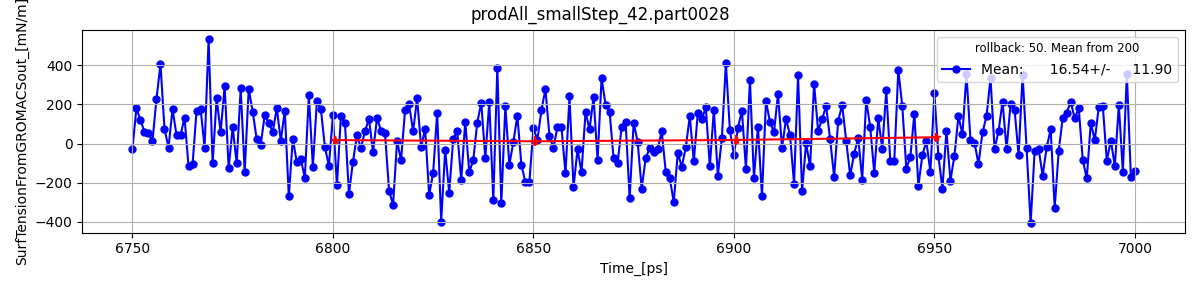 prodAll_smallStep_42.part0028
SurfTensionFromGROMACSout_[mN/m]
400
200
0
−200
−400
rollback: 50. Mean from 200
Mean: 16.54+/- 11.90
6750 6800 6850 6900 6950 7000
Time_[ps]